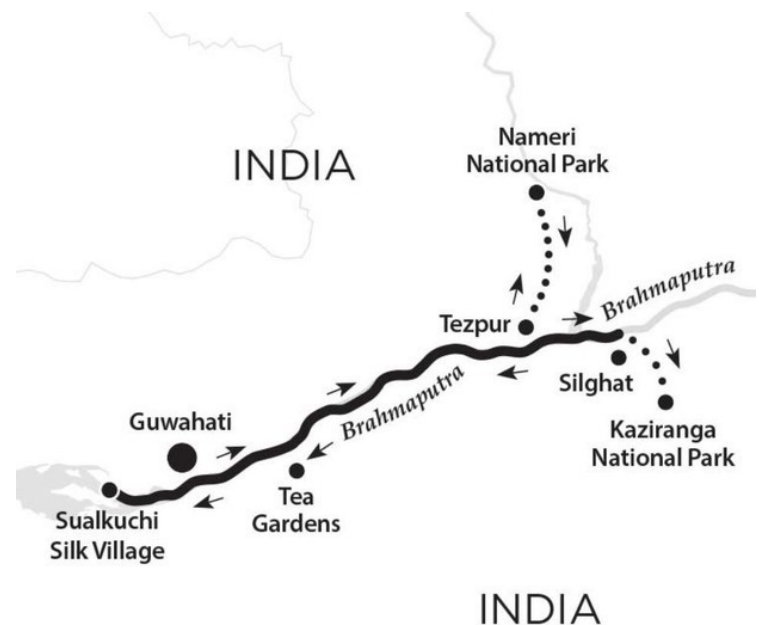 Nameri
National Park
INDIA
Brahmaputra
Tezpur
Silghat
Brahmaputra
Guwahati
Kaziranga
National Park
Tea
Gardens
Sualkuchi
Silk Village
INDIA